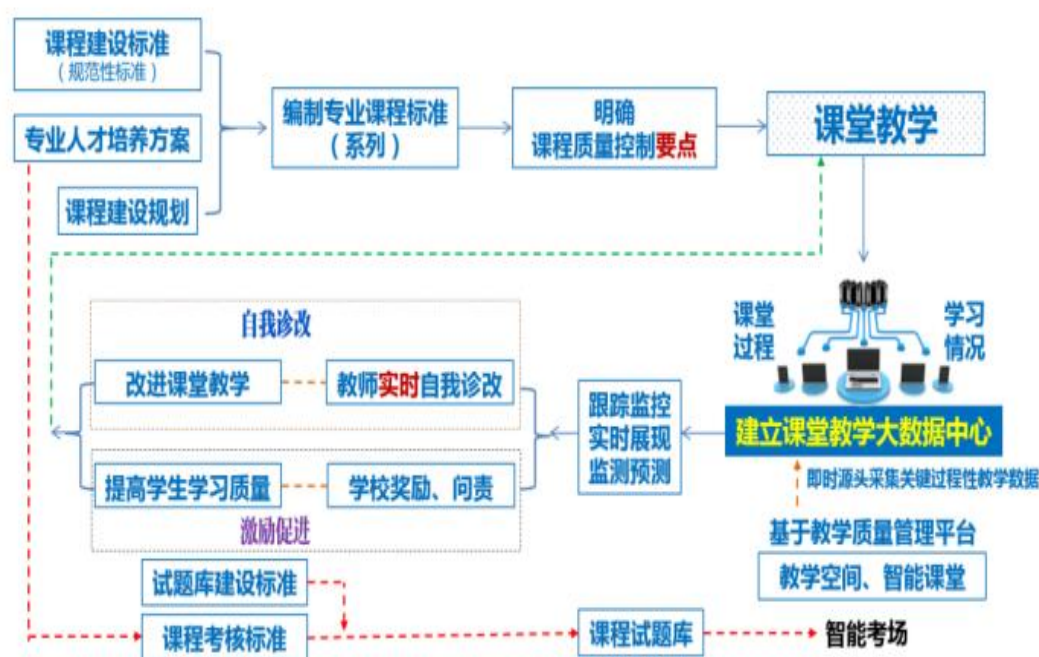 课程建设标准
（规范性标准）
专业人才培养方案
课程建设规划
编制专业课程标准
（系列）
明确
课程质量控制要点
课堂教学
课堂
过程
学习
情况
建立课堂教学大数据中心
即时源头采集关键过程性教学数据
基于教学质量管理平台
教学空间、智能课堂
跟踪监控
实时展现
监测预测
自我诊改
改进课堂教学
教师实时自我诊改
提高学生学习质量
学校奖励、问责
激励促进
试题库建设标准
课程考核标准
课程试题库
智能考场